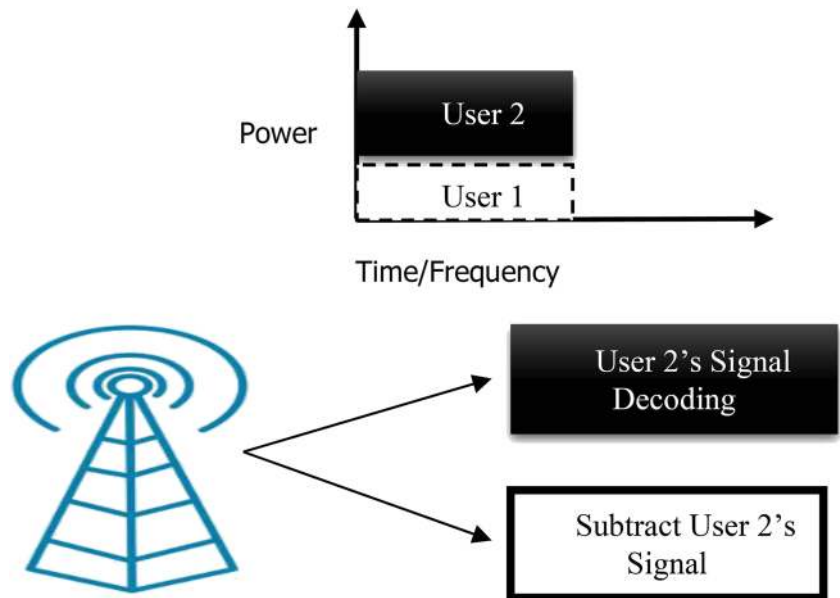 User 2
Power
User 1
Time/Frequency
User 2’s Signal
Decoding
Subtract User 2’s
Signal